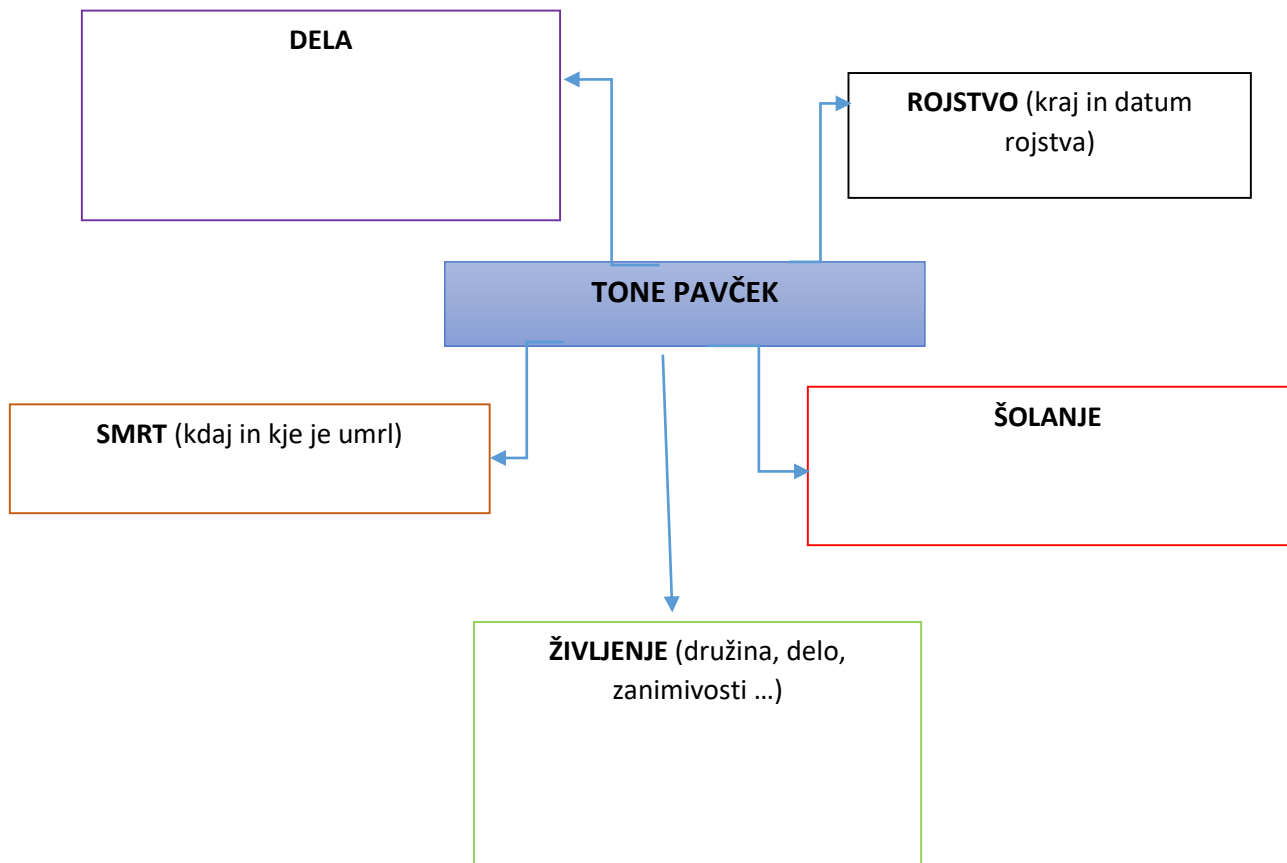 DELA
ROJSTVO (kraj in datum
rojstva)
TONE PAVČEK
SMRT (kdaj in kje je umrl)
ŠOLANJE
ŽIVLJENJE (družina, delo,
zanimivosti …)